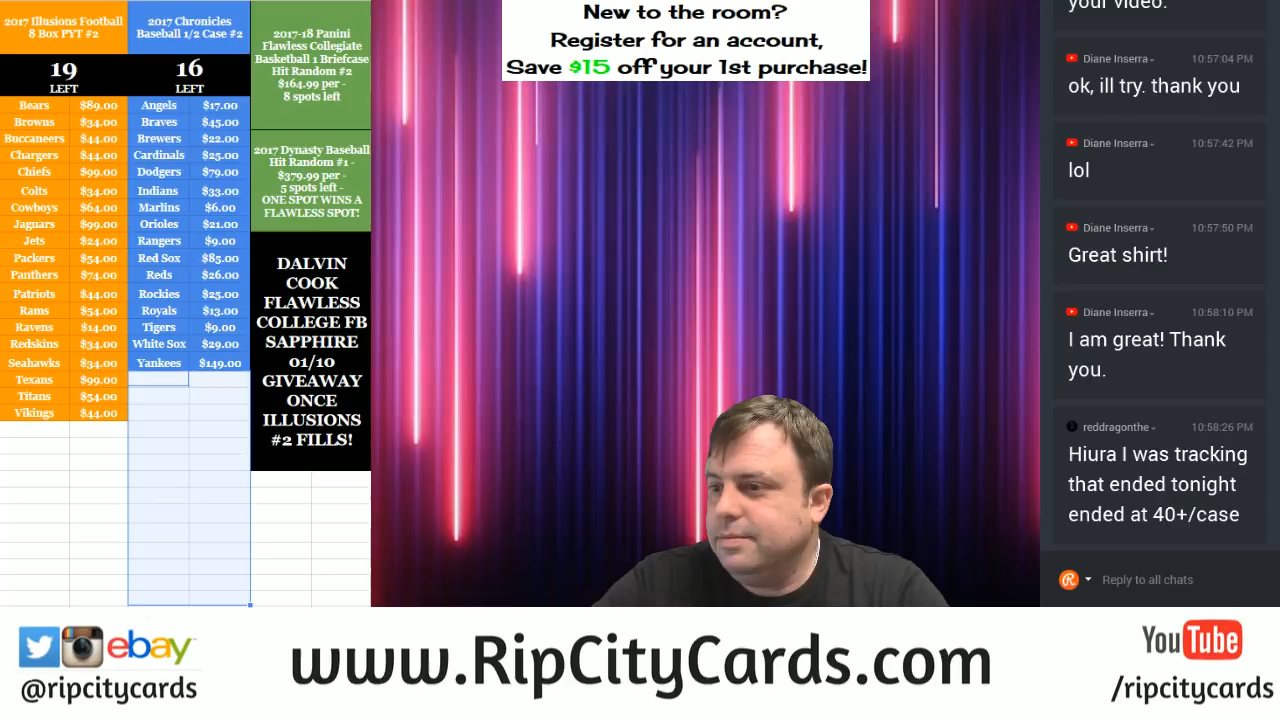 2017 Illusions Football
8 Box PYT #2
19
LEFT
Bears $89.00
Browns $34.00
Buccaneers $44.00
Chargers $44.00
Chiefs $99.00
Colts $34.00
Cowboys $64.00
Jaguars $99.00
Jets $24.00
Packers $54.00
Panthers $74.00
Patriots $44.00
Rams $54.00
Ravens $14.00
Redskins $34.00
Seahawks $34.00
Texans $99.00
Titans $54.00
Vikings $44.00
2017 Chronicles
Baseball 1/2 Case #2
16
LEFT
Angels $17.00
Braves $45.00
Brewers $22.00
Cardinals $25.00
Dodgers $79.00
Indians $33.00
Marlins $6.00
Orioles $21.00
Rangers $9.00
Red Sox $85.00
Reds $26.00
Rockies $25.00
Royals $13.00
Tigers $9.00
White Sox $29.00
Yankees $149.00
2017-18 Panini
Flawless Collegiate
Basketball 1 Briefcase
Hit Random #2
$164.99 per -
8 spots left
2017 Dynasty Baseball
Hit Random #1 -
$379.99 per -
5 spots left -
ONE SPOT WINS A
FLAWLESS SPOT!
DALVIN
COOK
FLAWLESS
COLLEGE FB
SAPPHIRE
01/10
GIVEAWAY
ONCE
ILLUSIONS
#2 FILLS!
New to the room?
Register for an account,
Save $15 off your 1st purchase!
your video.
Diane Inserra 10:57:04 PM
ok, ill try. thank you
Diane Inserra 10:57:42 PM
lol
Diane Inserra 10:57:50 PM
Great shirt!
Diane Inserra 10:58:10 PM
I am great! Thank
you.
reddragonthe 10:58:26 PM
Hiura I was tracking
that ended tonight
ended at 40+/case
Reply to all chats
ebay
@ripcitycards
www.RipCityCards.com
YouTube
/ripcitycards